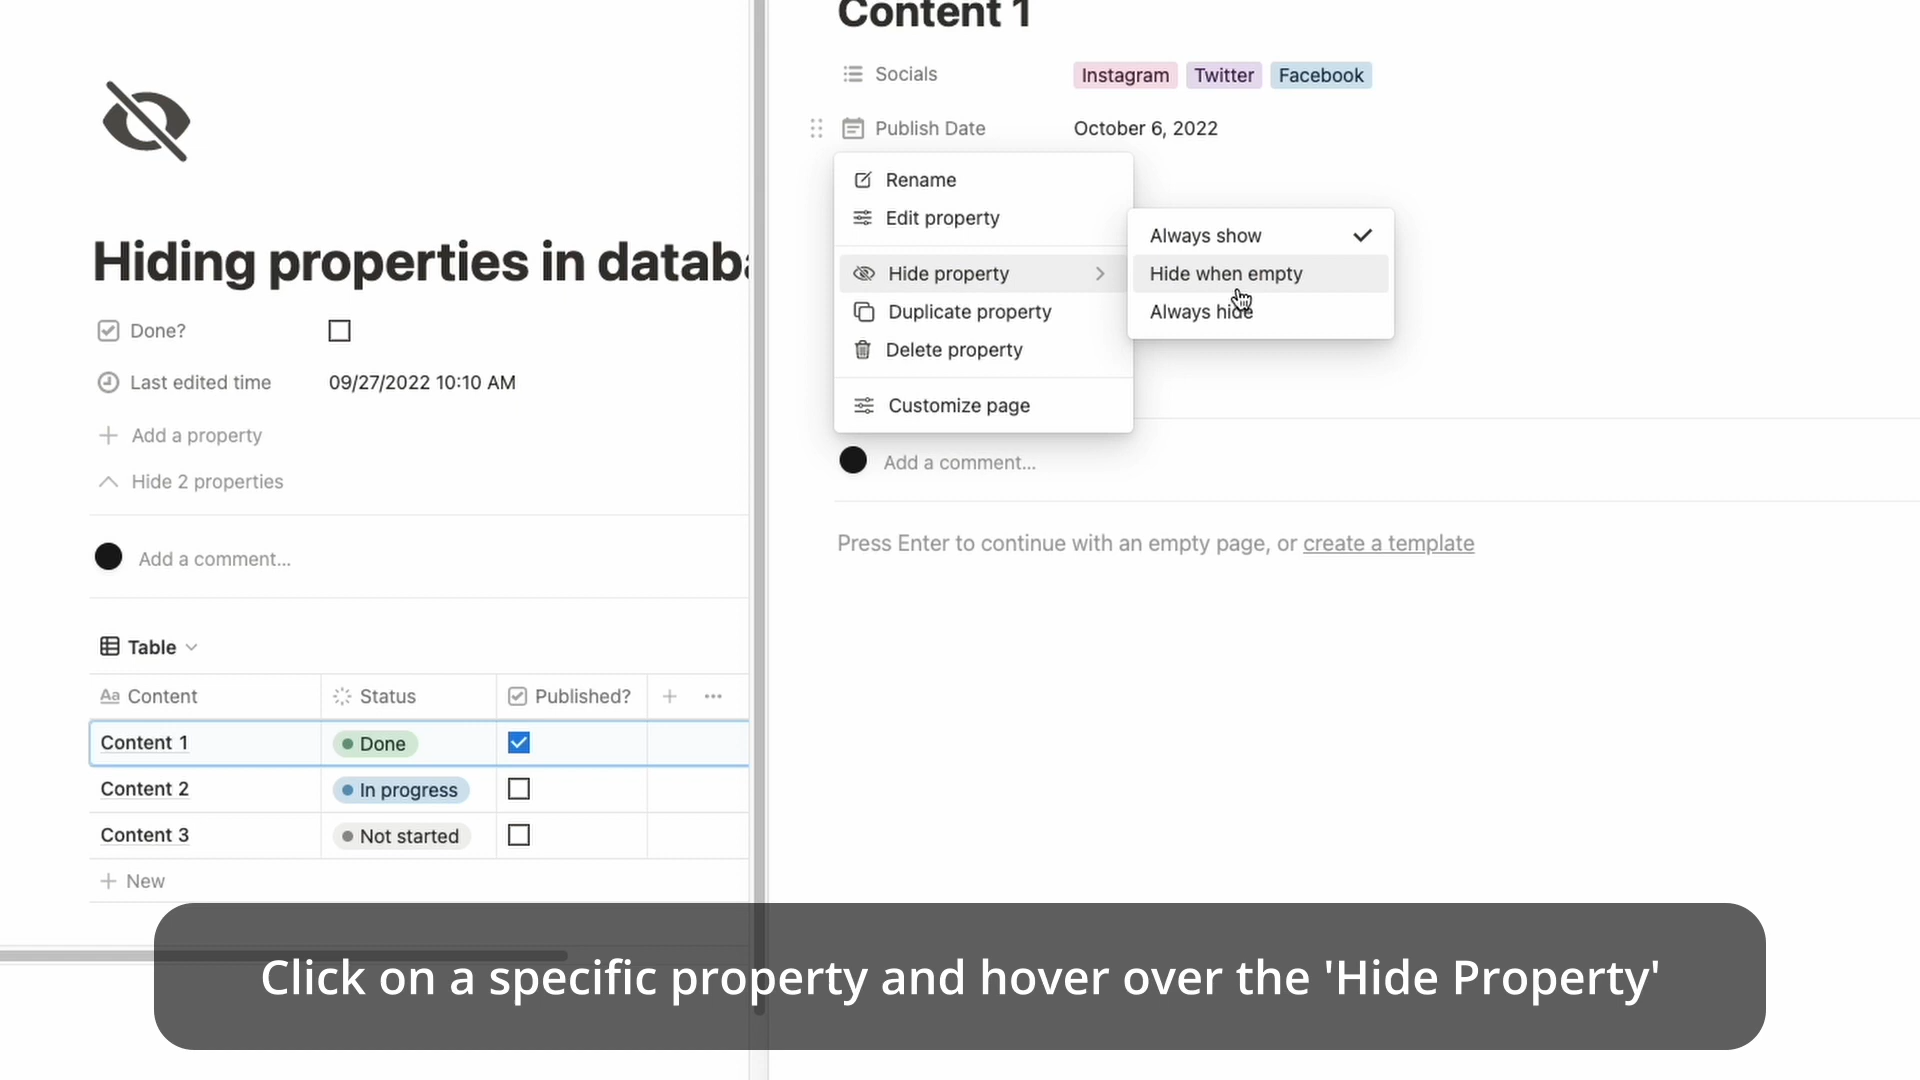 Hiding properties in databa
Done?
Last edited time 09/27/2022 10:10 AM
Add a property
Hide 2 properties
Add a comment...
Table
Aa Content Status Published?
Content 1 Done
Content 2 In progress
Content 3 Not started
New
Content 1
Socials Instagram Twitter Facebook
Publish Date October 6, 2022
Rename
Edit property
Hide property
Duplicate property
Delete property
Customize page
Always show
Hide when empty
Always hide
Add a comment...
Press Enter to continue with an empty page, or create a template
Click on a specific property and hover over the 'Hide Property'